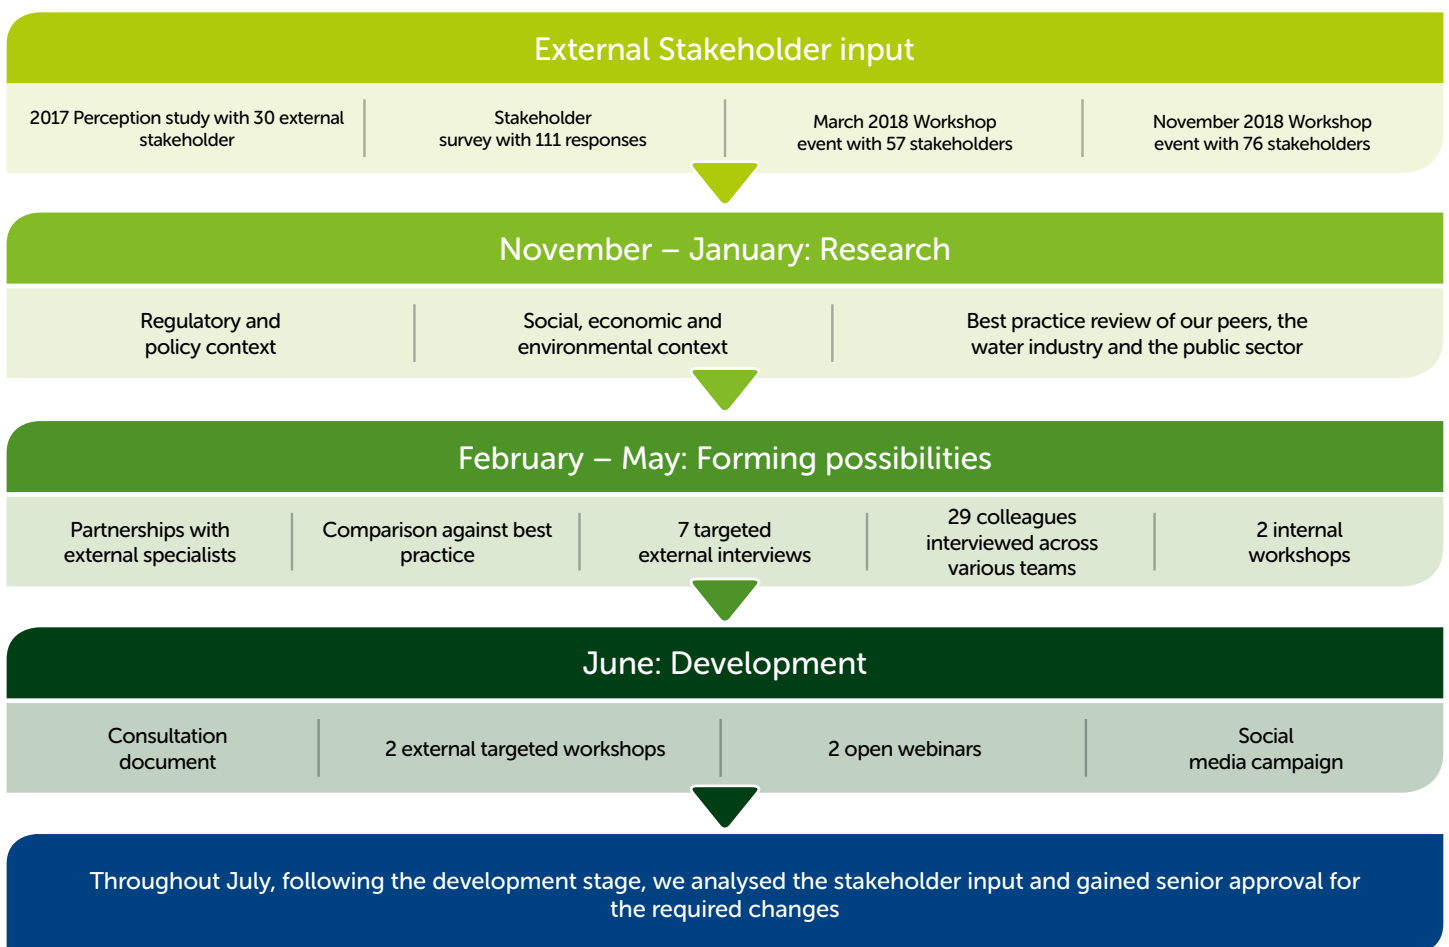 External Stakeholder input
2017 Perception study with 30 external
stakeholder
Stakeholder
survey with 111 responses
March 2018 Workshop
event with 57 stakeholders
November 2018 Workshop
event with 76 stakeholders
November – January: Research
Regulatory and
policy context
Social, economic and
environmental context
Best practice review of our peers, the
water industry and the public sector
February – May: Forming possibilities
Partnerships with
external specialists
Comparison against best
practice
7 targeted
external interviews
29 colleagues
interviewed across
various teams
2 internal
workshops
June: Development
Consultation
document
2 external targeted workshops
2 open webinars
Social
media campaign
Throughout July, following the development stage, we analysed the stakeholder input and gained senior approval for
the required changes